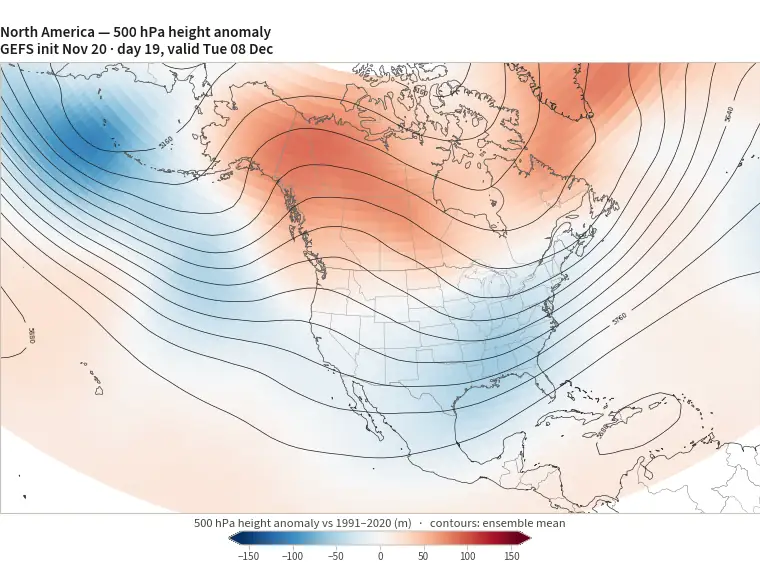 North America — 500 hPa height anomaly
GEFS init Nov 20 · day 19, valid Tue 08 Dec
5160
5640
5760
5880
500 hPa height anomaly vs 1991–2020 (m) · contours: ensemble mean
−150 −100 −50 0 50 100 150